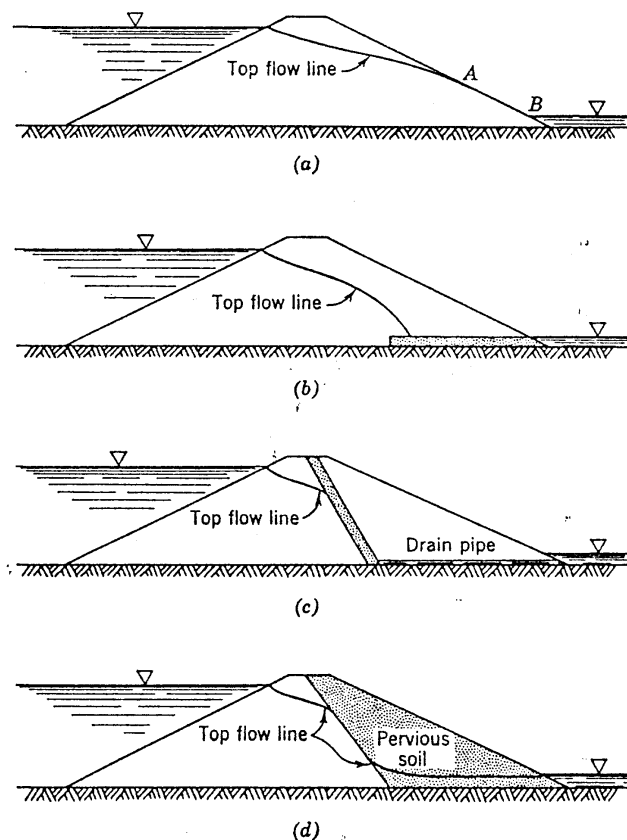 Top flow line
A
B
(a)
Top flow line
(b)
Top flow line
Drain pipe
(c)
Top flow line
Pervious
soil
(d)